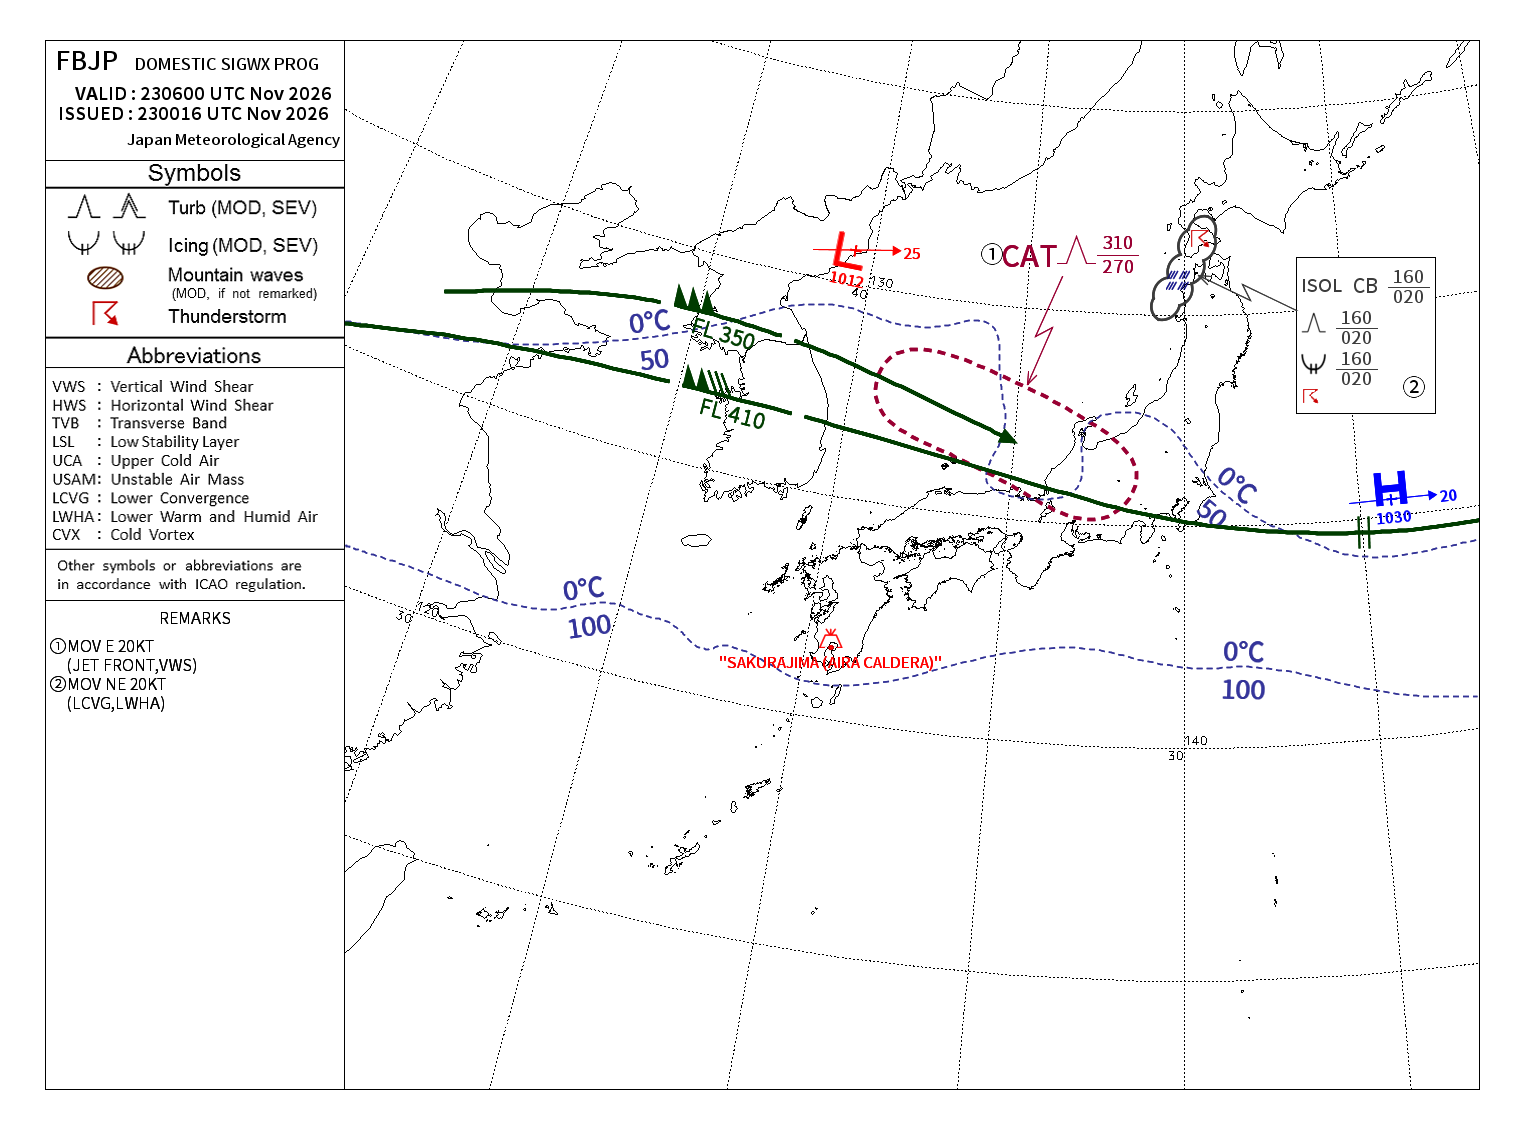 FBJP DOMESTIC SIGWX PROG
VALID : 230600 UTC Nov 2026
ISSUED : 230016 UTC Nov 2026
Japan Meteorological Agency
Symbols
Turb (MOD, SEV)
Icing (MOD, SEV)
Mountain waves
(MOD, if not remarked)
Thunderstorm
Abbreviations
VWS : Vertical Wind Shear
HWS : Horizontal Wind Shear
TVB : Transverse Band
LSL : Low Stability Layer
UCA : Upper Cold Air
USAM: Unstable Air Mass
LCVG : Lower Convergence
LWHA: Lower Warm and Humid Air
CVX : Cold Vortex
Other symbols or abbreviations are
in accordance with ICAO regulation.
REMARKS
①MOV E 20KT
(JET FRONT,VWS)
②MOV NE 20KT
(LCVG,LWHA)
L
25
1012
40
130
①CAT
310
270
ISOL CB 160
020
160
020
160
020
②
FL 350
0°C
50
FL 410
0°C
50
H
20
1030
30
120
0°C
100
"SAKURAJIMA (AIRA CALDERA)"
0°C
100
140
30